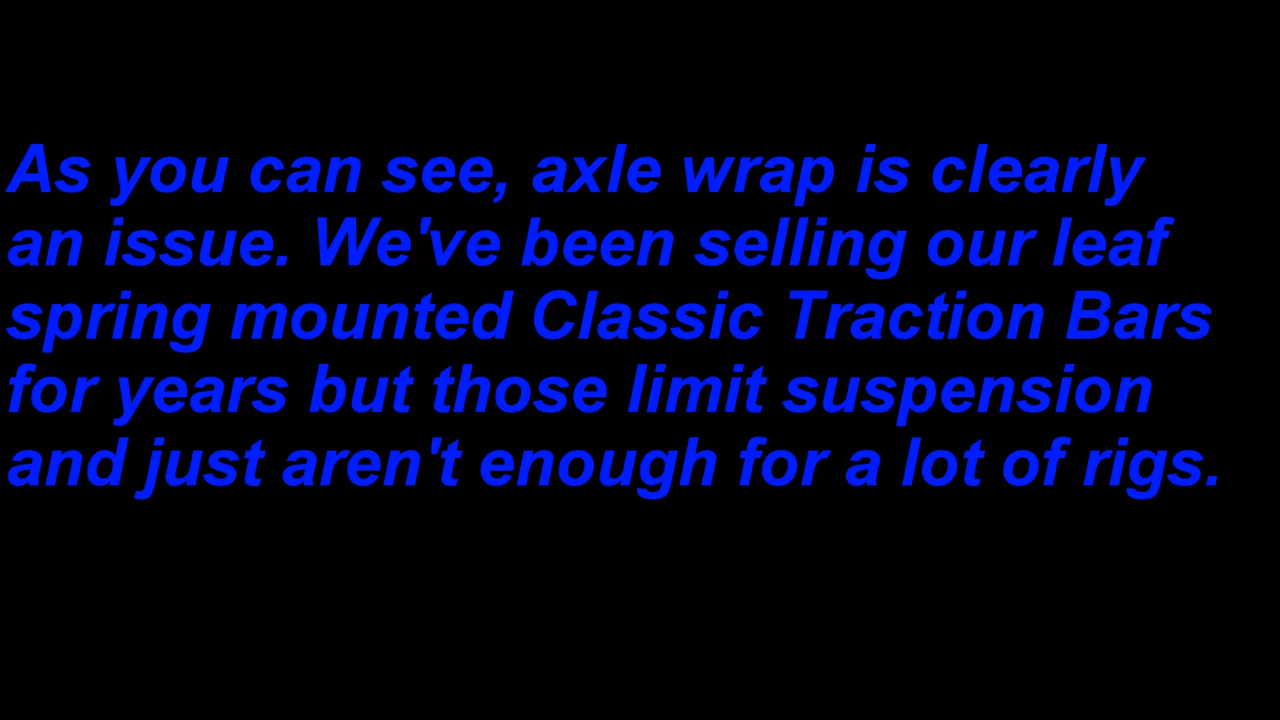 As you can see, axle wrap is clearly
an issue. We've been selling our leaf
spring mounted Classic Traction Bars
for years but those limit suspension
and just aren't enough for a lot of rigs.